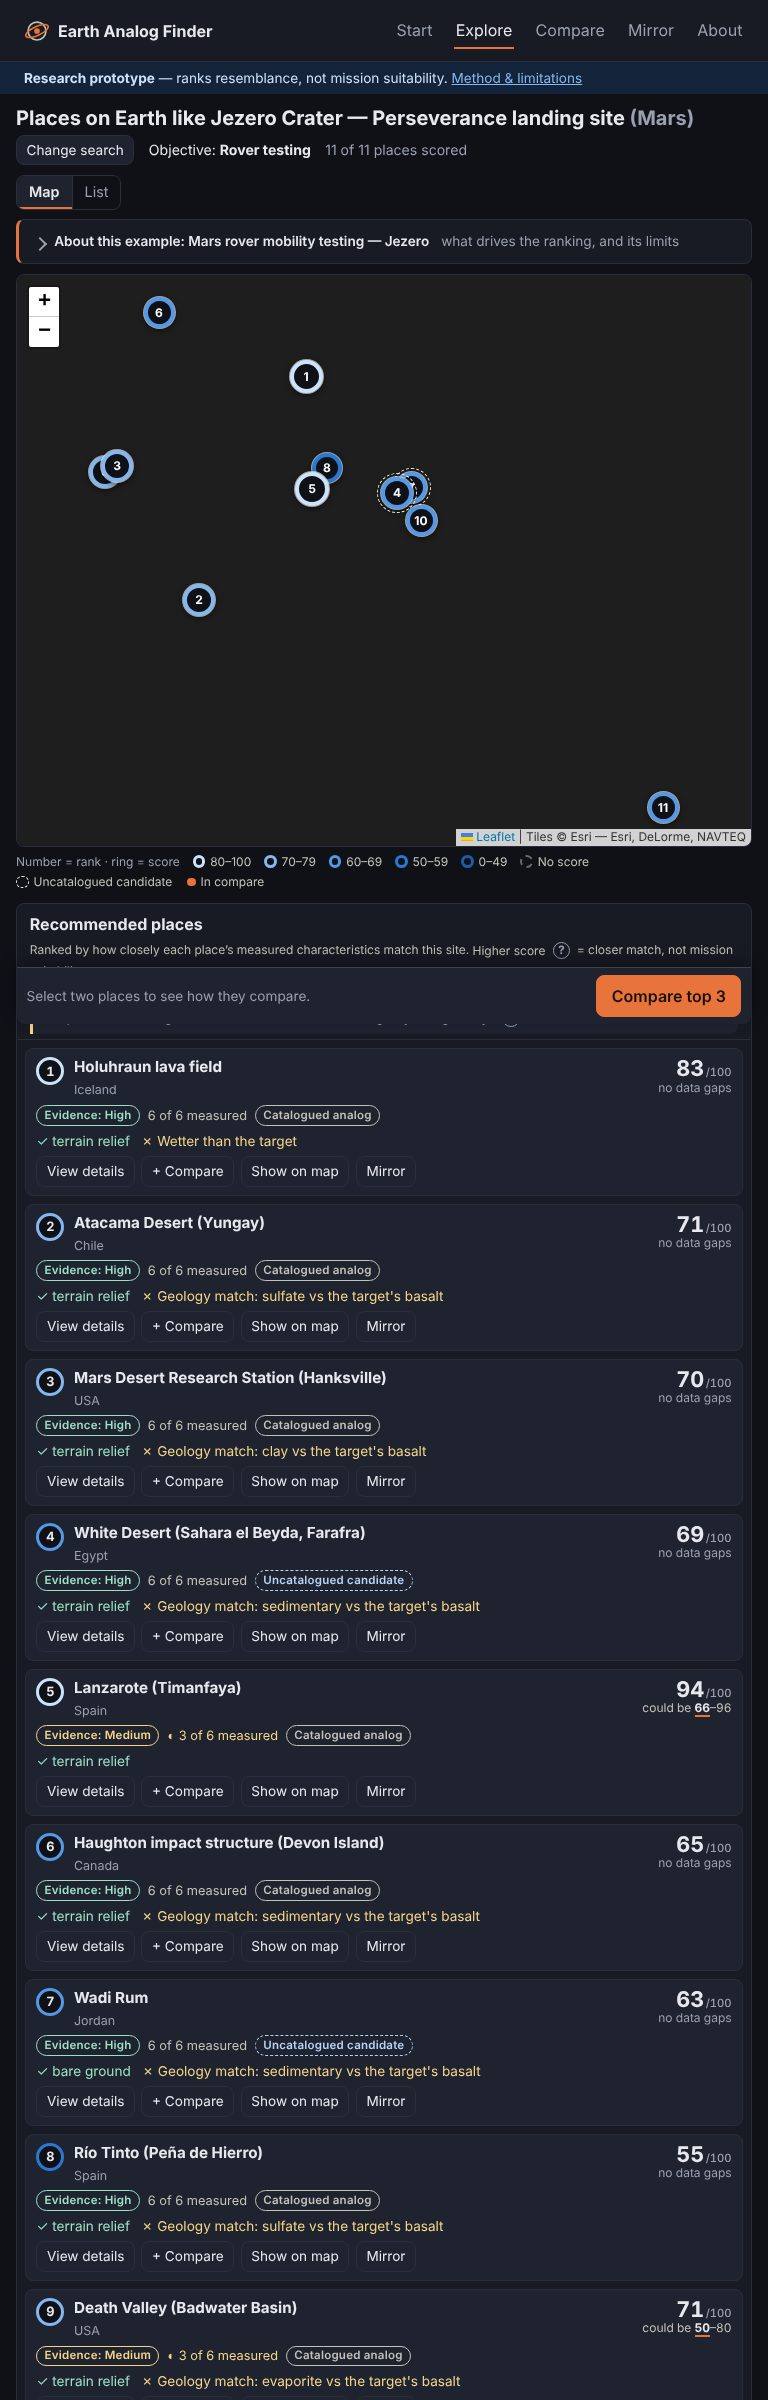 Earth Analog Finder
Start Explore Compare Mirror About
Research prototype — ranks resemblance, not mission suitability. Method & limitations
Places on Earth like Jezero Crater — Perseverance landing site (Mars)
Change search Objective: Rover testing 11 of 11 places scored
Map List
About this example: Mars rover mobility testing — Jezero what drives the ranking, and its limits
+
−
6
1
3
8
5
4
10
2
11
Leaflet | Tiles © Esri — Esri, DeLorme, NAVTEQ
Number = rank · ring = score 80–100 70–79 60–69 50–59 0–49 No score
Uncatalogued candidate In compare
Recommended places
Ranked by how closely each place's measured characteristics match this site. Higher score ? = closer match, not mission
Select two places to see how they compare. Compare top 3
1 Holuhraun lava field 83/100
Iceland no data gaps
Evidence: High 6 of 6 measured Catalogued analog
✓ terrain relief × Wetter than the target
View details + Compare Show on map Mirror
2 Atacama Desert (Yungay) 71/100
Chile no data gaps
Evidence: High 6 of 6 measured Catalogued analog
✓ terrain relief × Geology match: sulfate vs the target's basalt
View details + Compare Show on map Mirror
3 Mars Desert Research Station (Hanksville) 70/100
USA no data gaps
Evidence: High 6 of 6 measured Catalogued analog
✓ terrain relief × Geology match: clay vs the target's basalt
View details + Compare Show on map Mirror
4 White Desert (Sahara el Beyda, Farafra) 69/100
Egypt no data gaps
Evidence: High 6 of 6 measured Uncatalogued candidate
✓ terrain relief × Geology match: sedimentary vs the target's basalt
View details + Compare Show on map Mirror
5 Lanzarote (Timanfaya) 94/100
Spain could be 66–96
Evidence: Medium 3 of 6 measured Catalogued analog
✓ terrain relief
View details + Compare Show on map Mirror
6 Haughton impact structure (Devon Island) 65/100
Canada no data gaps
Evidence: High 6 of 6 measured Catalogued analog
✓ terrain relief × Geology match: sedimentary vs the target's basalt
View details + Compare Show on map Mirror
7 Wadi Rum 63/100
Jordan no data gaps
Evidence: High 6 of 6 measured Uncatalogued candidate
✓ bare ground × Geology match: sedimentary vs the target's basalt
View details + Compare Show on map Mirror
8 Río Tinto (Peña de Hierro) 55/100
Spain no data gaps
Evidence: High 6 of 6 measured Catalogued analog
✓ terrain relief × Geology match: sulfate vs the target's basalt
View details + Compare Show on map Mirror
9 Death Valley (Badwater Basin) 71/100
USA could be 50–80
Evidence: Medium 3 of 6 measured Catalogued analog
✓ terrain relief × Geology match: evaporite vs the target's basalt